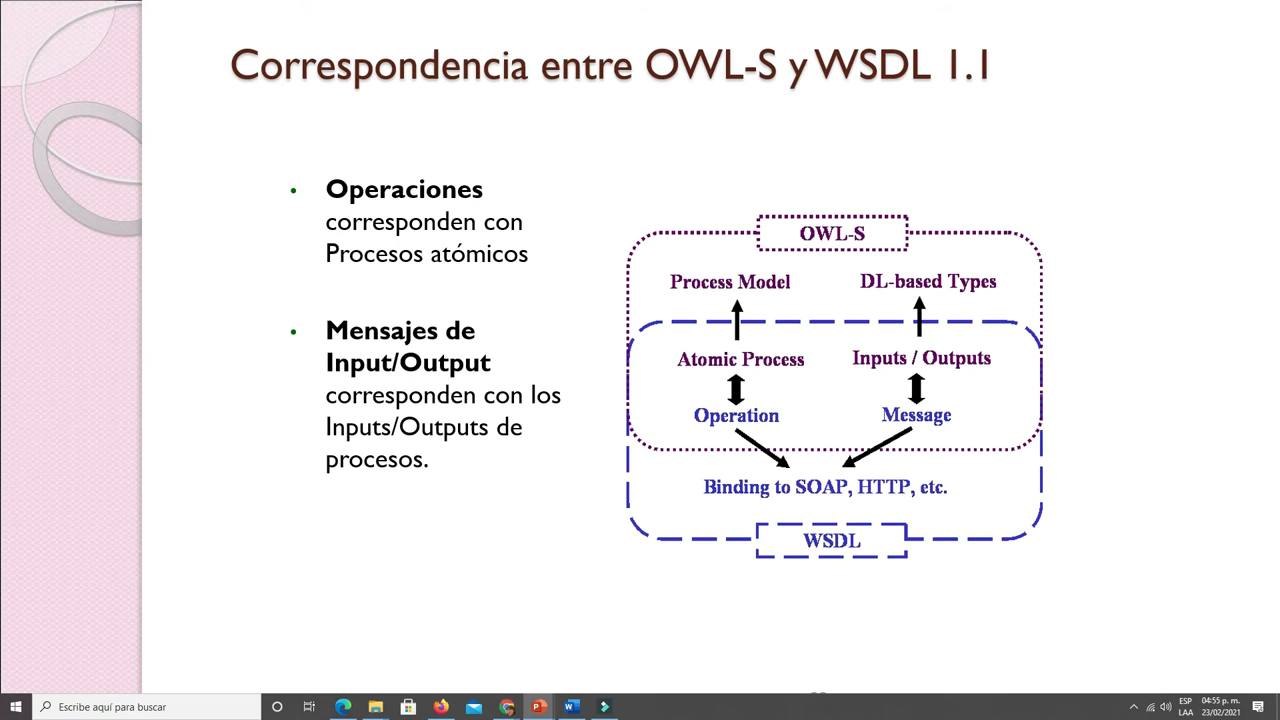 Correspondencia entre OWL-S y WSDL 1.1
• Operaciones
corresponden con
Procesos atómicos
• Mensajes de
Input/Output
corresponden con los
Inputs/Outputs de
procesos.
OWL-S
Process Model
DL-based Types
Atomic Process
Inputs / Outputs
Operation
Message
Binding to SOAP, HTTP, etc.
WSDL
Escribe aquí para buscar
ESP
LAA
04:55 p. m.
23/02/2021